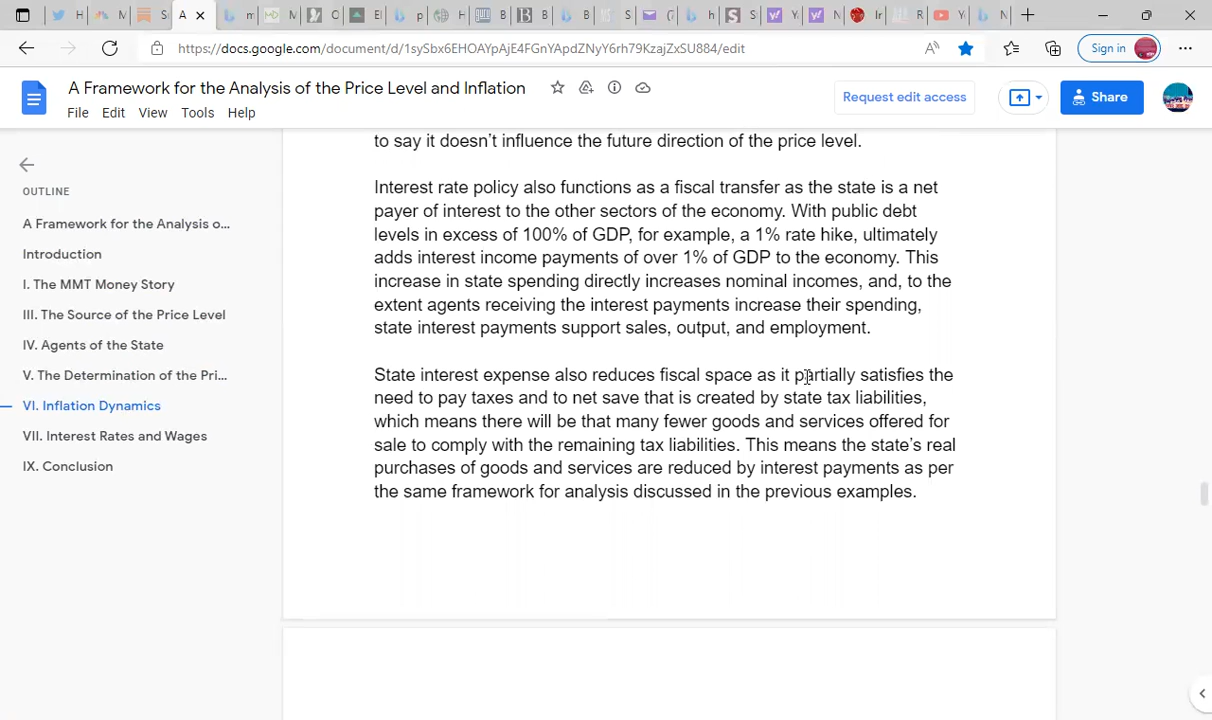 A
https://docs.google.com/document/d/1sySbx6EHOAYpAjE4FGnYApdZNyY6rh79KzajZxSU884/edit
Sign in
A Framework for the Analysis of the Price Level and Inflation
File Edit View Tools Help
Request edit access
Share
OUTLINE
A Framework for the Analysis o...
Introduction
I. The MMT Money Story
III. The Source of the Price Level
IV. Agents of the State
V. The Determination of the Pri...
VI. Inflation Dynamics
VII. Interest Rates and Wages
IX. Conclusion
to say it doesn’t influence the future direction of the price level.
Interest rate policy also functions as a fiscal transfer as the state is a net
payer of interest to the other sectors of the economy. With public debt
levels in excess of 100% of GDP, for example, a 1% rate hike, ultimately
adds interest income payments of over 1% of GDP to the economy. This
increase in state spending directly increases nominal incomes, and, to the
extent agents receiving the interest payments increase their spending,
state interest payments support sales, output, and employment.
State interest expense also reduces fiscal space as it partially satisfies the
need to pay taxes and to net save that is created by state tax liabilities,
which means there will be that many fewer goods and services offered for
sale to comply with the remaining tax liabilities. This means the state’s real
purchases of goods and services are reduced by interest payments as per
the same framework for analysis discussed in the previous examples.